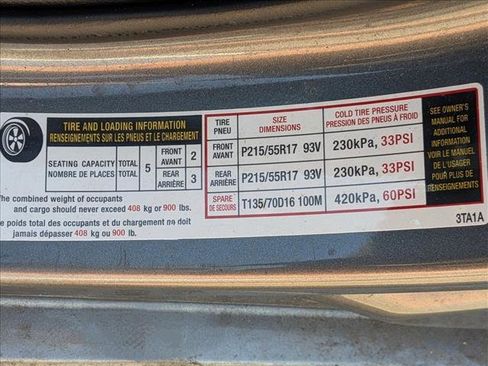 TIRE AND LOADING INFORMATION
RENSEIGNEMENTS SUR LES PNEUS ET LE CHARGEMENT
SEATING CAPACITY TOTAL 5 FRONT AVANT 2
NOMBRE DE PLACES TOTAL REAR ARRIÈRE 3
The combined weight of occupants
and cargo should never exceed 408 kg or 900 lbs.
e poids total des occupants et du chargement ne doit
jamais dépasser 408 kg ou 900 lb.
TIRE PNEU SIZE DIMENSIONS COLD TIRE PRESSURE PRESSION DES PNEUS À FROID
FRONT AVANT P215/55R17 93V 230kPa, 33PSI
REAR ARRIÈRE P215/55R17 93V 230kPa, 33PSI
SPARE DE SECOURS T135/70D16 100M 420kPa, 60PSI
SEE OWNER'S
MANUAL FOR
ADDITIONAL
INFORMATION
VOIR LE MANUEL
DE L'USAGER
POUR PLUS DE
RENSEIGNEMENTS
3TA1A